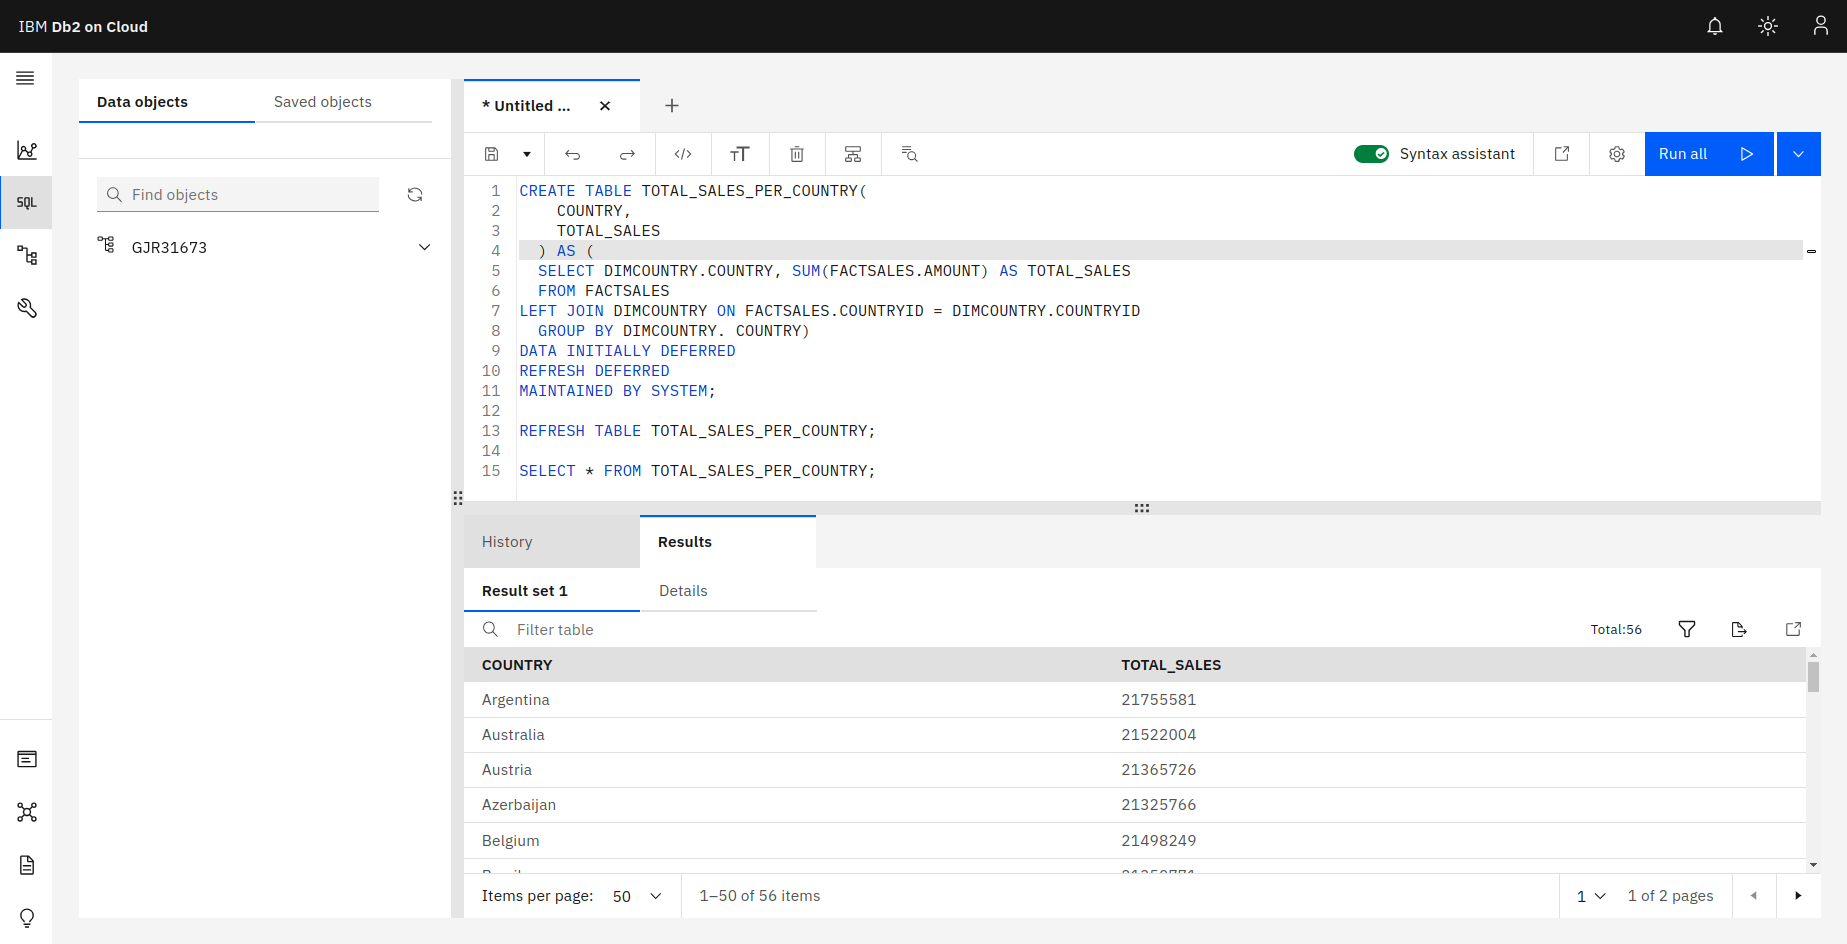 IBM Db2 on Cloud
Data objects
Saved objects
Find objects
GJR31673
SQL
* Untitled ...
Syntax assistant
Run all
1 CREATE TABLE TOTAL_SALES_PER_COUNTRY(
2 COUNTRY,
3 TOTAL_SALES
4 ) AS (
5 SELECT DIMCOUNTRY.COUNTRY, SUM(FACTSALES.AMOUNT) AS TOTAL_SALES
6 FROM FACTSALES
7 LEFT JOIN DIMCOUNTRY ON FACTSALES.COUNTRYID = DIMCOUNTRY.COUNTRYID
8 GROUP BY DIMCOUNTRY. COUNTRY)
9 DATA INITIALLY DEFERRED
10 REFRESH DEFERRED
11 MAINTAINED BY SYSTEM;
12
13 REFRESH TABLE TOTAL_SALES_PER_COUNTRY;
14
15 SELECT * FROM TOTAL_SALES_PER_COUNTRY;
History
Results
Result set 1
Details
Filter table
Total:56
COUNTRY TOTAL_SALES
Argentina 21755581
Australia 21522004
Austria 21365726
Azerbaijan 21325766
Belgium 21498249
Items per page: 50
1–50 of 56 items
1
1 of 2 pages